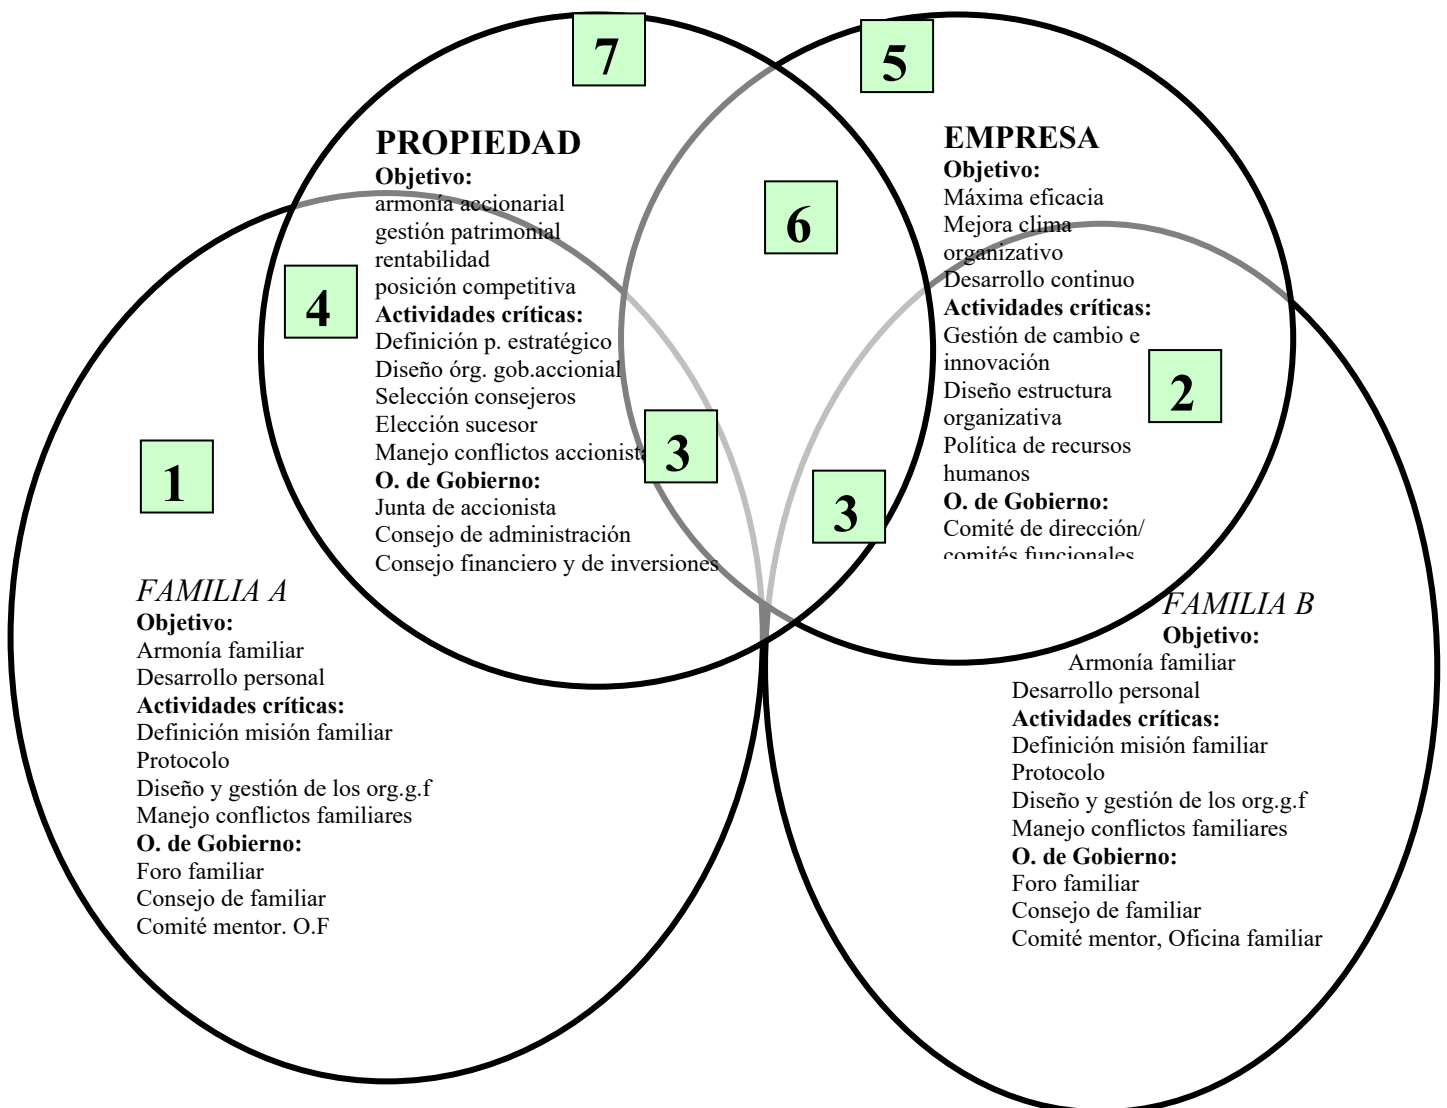 7
5
PROPIEDAD
Objetivo:
armonía accionarial
gestión patrimonial
rentabilidad
posición competitiva
Actividades críticas:
Definición p. estratégico
Diseño órg. gob.accionial
Selección consejeros
Elección sucesor
Manejo conflictos accionista
O. de Gobierno:
Junta de accionista
Consejo de administración
Consejo financiero y de inversiones
EMPRESA
Objetivo:
Máxima eficacia
Mejora clima
organizativo
Desarrollo continuo
Actividades críticas:
Gestión de cambio e
innovación
Diseño estructura
organizativa
Política de recursos
humanos
O. de Gobierno:
Comité de dirección/
comités funcionales
6
4
2
3
3
1
FAMILIA A
Objetivo:
Armonía familiar
Desarrollo personal
Actividades críticas:
Definición misión familiar
Protocolo
Diseño y gestión de los org.g.f
Manejo conflictos familiares
O. de Gobierno:
Foro familiar
Consejo de familiar
Comité mentor. O.F
FAMILIA B
Objetivo:
Armonía familiar
Desarrollo personal
Actividades críticas:
Definición misión familiar
Protocolo
Diseño y gestión de los org.g.f
Manejo conflictos familiares
O. de Gobierno:
Foro familiar
Consejo de familiar
Comité mentor, Oficina familiar